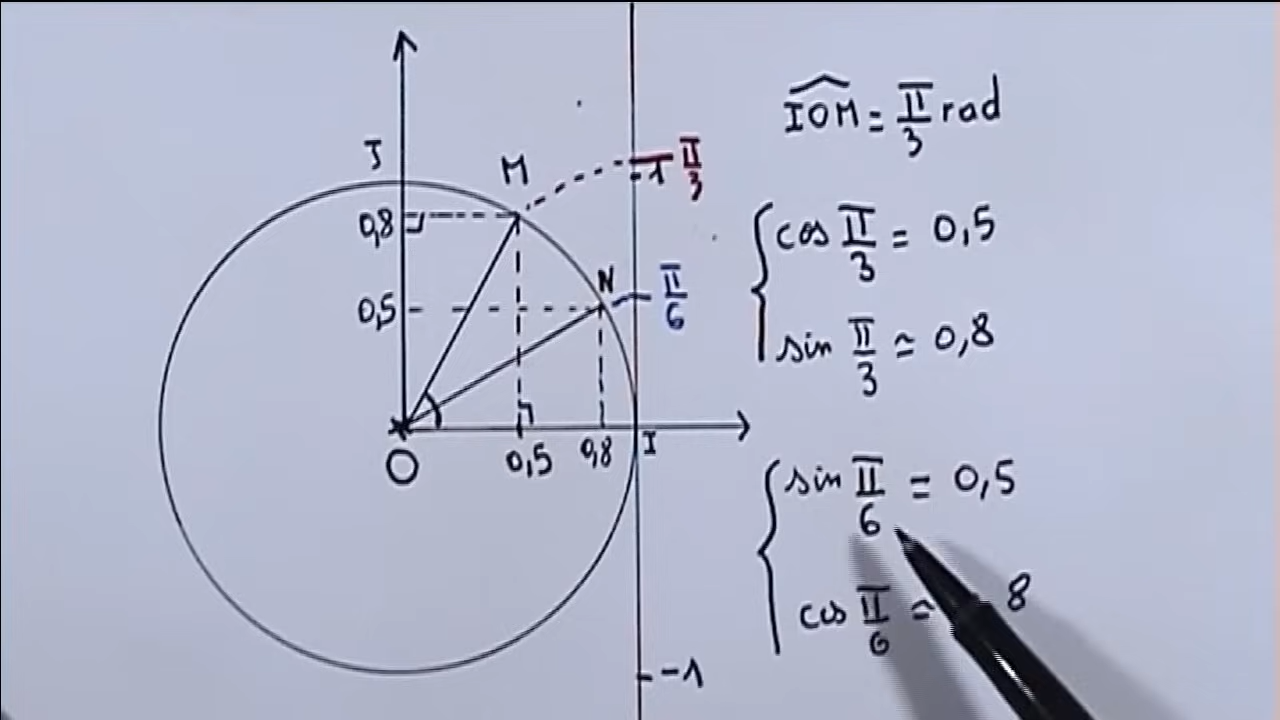 J
M
1 π/3
0,8
N
π/6
0,5
O
0,5
0,8
I
-1
IOM = π/3 rad
cos π/3 = 0,5
sin π/3 ≃ 0,8
sin π/6 = 0,5
cos π/6 ≃ 8